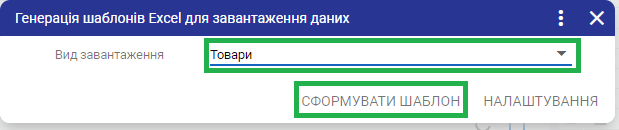 Генерація шаблонів Excel для завантаження даних
Вид завантаження Товари
СФОРМУВАТИ ШАБЛОН НАЛАШТУВАННЯ